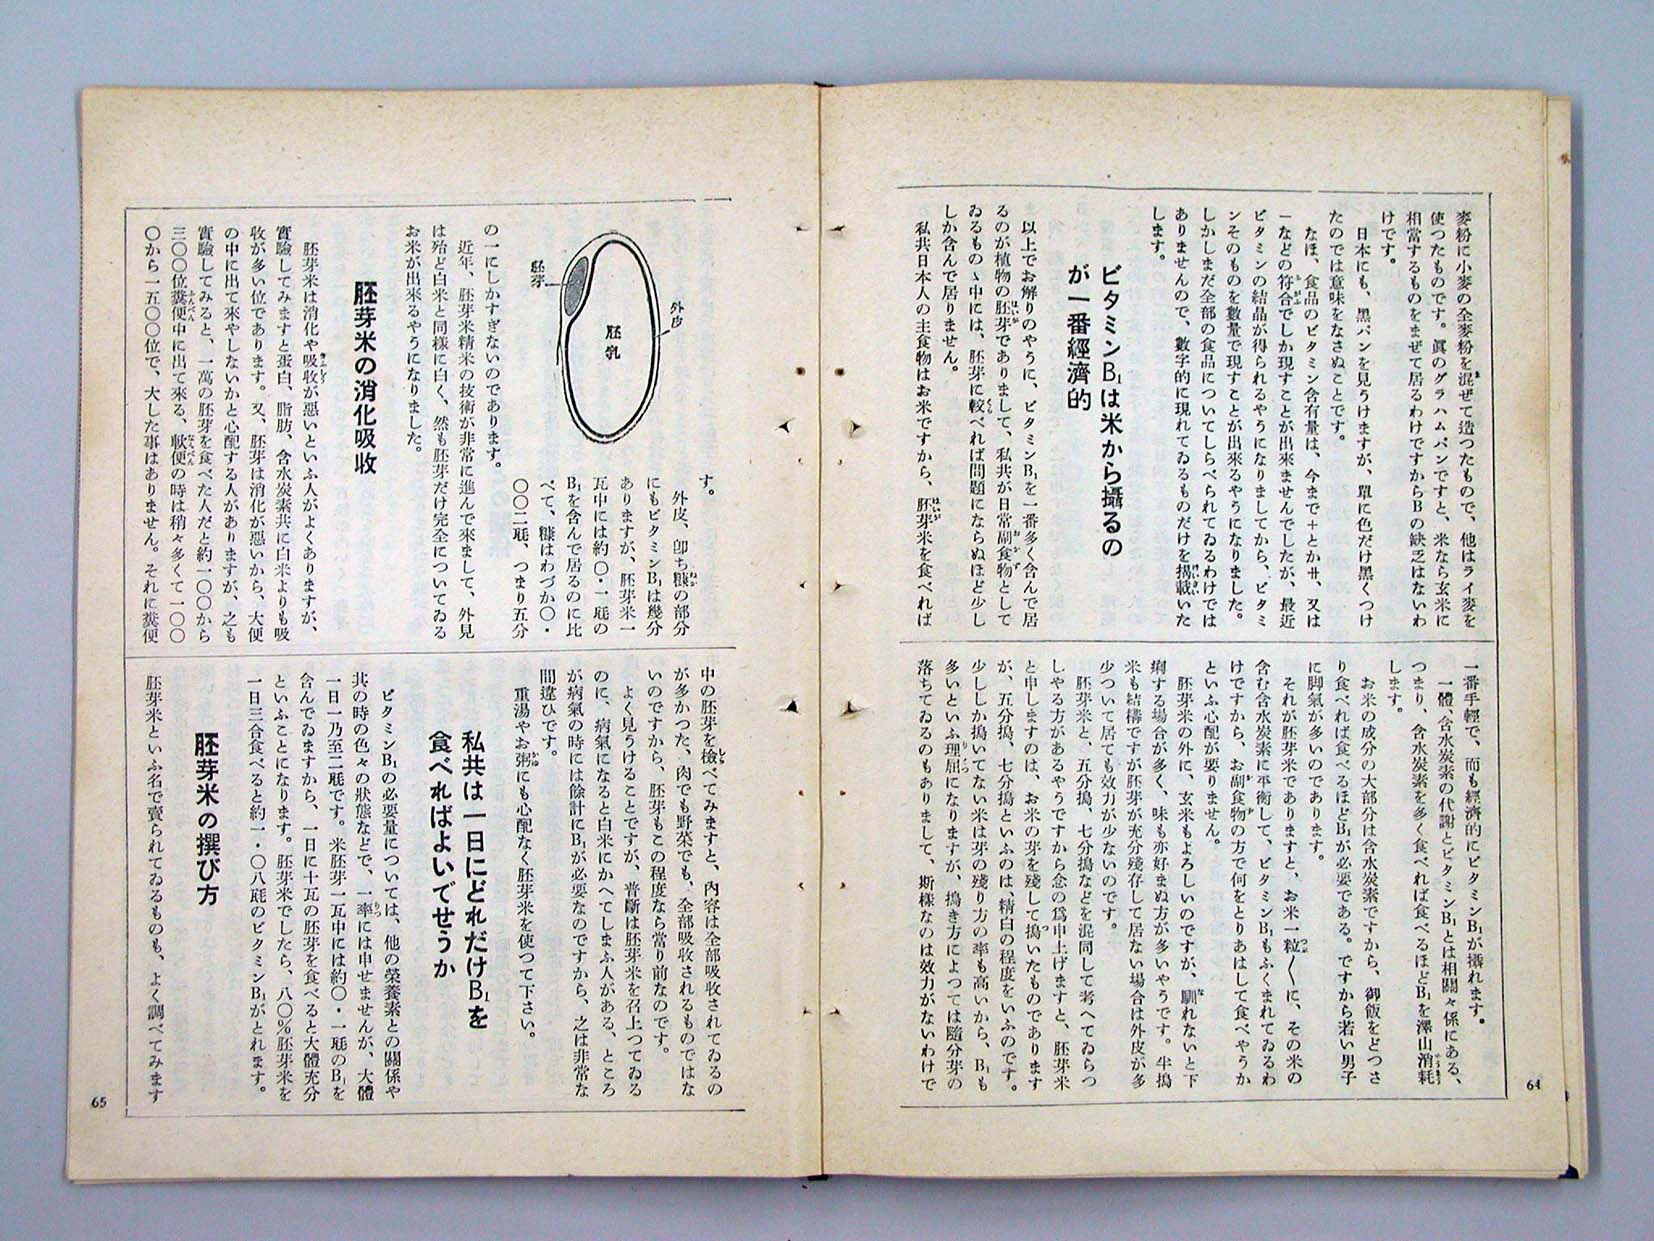 麥粉に小麥の全麥粉を混ぜて造つたもので、他はライ麥を
使つたものです。眞のグラハムパンですと、米なら玄米に
相當するものをまぜて居るわけですからBの缺乏はないわ
けです。
日本にも、黑パンを見うけますが、單に色だけ黑くつけ
たのでは意味をなさぬことです。
なほ、食品のビタミン含有量は、今まで十とか卄、又は
一などの符合でしか現すことが出來ませんでしたが、最近
ビタミンの結晶が得られるやうになりましてから、ビタミ
ンそのものを數量で現すことが出來るやうになりました。
しかしまだ全部の食品についてしらべられてゐるわけでは
ありませんので、數字的に現れてゐるものだけを揭載いた
します。
ビタミンB₁は米から攝るの
が一番經濟的
以上でお解りのやうに、ビタミンB₁を一番多く含んで居
るのが植物の胚芽でありまして、私共が日常副食物として
ゐるものゝ中には、胚芽に較べれば問題にならぬほど少し
しか含んで居りません。
私共日本人の主食物はお米ですから、胚芽米を食べれば
一番手輕で、而も經濟的にビタミンB₁が攝れます。
一體、含水炭素の代謝とビタミンB₁とは相關々係にある、
つまり、含水炭素を多く食べれば食べるほどB₁を澤山消耗
します。
お米の成分の大部分は含水炭素ですから、御飯をどつさ
り食べれば食べるほどB₁が必要である。ですから若い男子
に脚氣が多いのであります。
それが胚芽米でありますと、お米一粒〳〵に、その米の
含む含水炭素に平衡して、ビタミンB₁もふくまれてゐるわ
けですから、お副食物の方で何をとりあはして食べやうか
といふ心配が要りません。
胚芽米の外に、玄米もよろしいのですが、馴れないと下
痢する場合が多く、味も亦好まぬ方が多いやうです。半搗
米も結構ですが胚芽が充分殘存して居ない場合は外皮が多
少ついて居ても效力が少ないのです。
胚芽米と、五分搗、七分搗などを混同して考へてゐらつ
しやる方があるやうですから念の爲申上げますと、胚芽米
と申しますのは、お米の芽を殘して搗いたものであります
が、五分搗、七分搗といふのは、精白の程度をいふのです。
少ししか搗いてない米は芽の殘り方の率も高いから、B₁も
多いといふ理屈になりますが、搗き方によつては隨分芽の
落ちてゐるのもありまして、斯樣なのは效力がないわけで
64
す。
外皮、卽ち糠の部分
にもビタミンB₁は幾分
ありますが、胚芽米一
瓦中には約〇・一瓱の
B₁を含んで居るのに比
べて、糠はわづか〇・
〇〇二瓱、つまり五分
外皮
胚乳
胚芽
の一にしかすぎないのであります。
近年、胚芽米精米の技術が非常に進んで來まして、外見
は殆ど白米と同樣に白く、然も胚芽だけ完全についてゐる
お米が出來るやうになりました。
胚芽米の消化吸收
胚芽米は消化や吸收が惡いといふ人がよくありますが、
實驗してみますと蛋白、脂肪、含水炭素共に白米よりも吸
收が多い位であります。又、胚芽は消化が惡いから、大便
の中に出て來やしないかと心配する人がありますが、之も
實驗してみると、一萬の胚芽を食べた人だと約一〇〇から
三〇〇位糞便中に出て來る、軟便の時は稍々多くて一〇〇
〇から一五〇〇位で、大した事はありません。それに糞便
中の胚芽を檢べてみますと、內容は全部吸收されてゐるの
が多かつた、肉でも野菜でも、全部吸收されるものではな
いのですから、胚芽もこの程度なら當り前なのです。
よく見うけることですが、普斷は胚芽米を召上つてゐる
のに、病氣になると白米にかへてしまふ人がある、ところ
が病氣の時には餘計にB₁が必要なのですから、之は非常な
間違ひです。
重湯やお粥にも心配なく胚芽米を使つて下さい。
私共は一日にどれだけB₁を
食べればよいでせうか
ビタミンB₁の必要量については、他の榮養素との關係や
其の時の色々の狀態などで、一率には申せませんが、大體
一日一乃至二瓱です。米胚芽一瓦中には約〇・一瓱のB₁を
含んでゐますから、一日に十瓦の胚芽を食べると大體充分
といふことになります。胚芽米でしたら、八〇%胚芽米を
一日三合食べると約一・〇八瓱のビタミンB₁がとれます。
胚芽米の撰び方
胚芽米といふ名で賣られてゐるものも、よく調べてみます
65